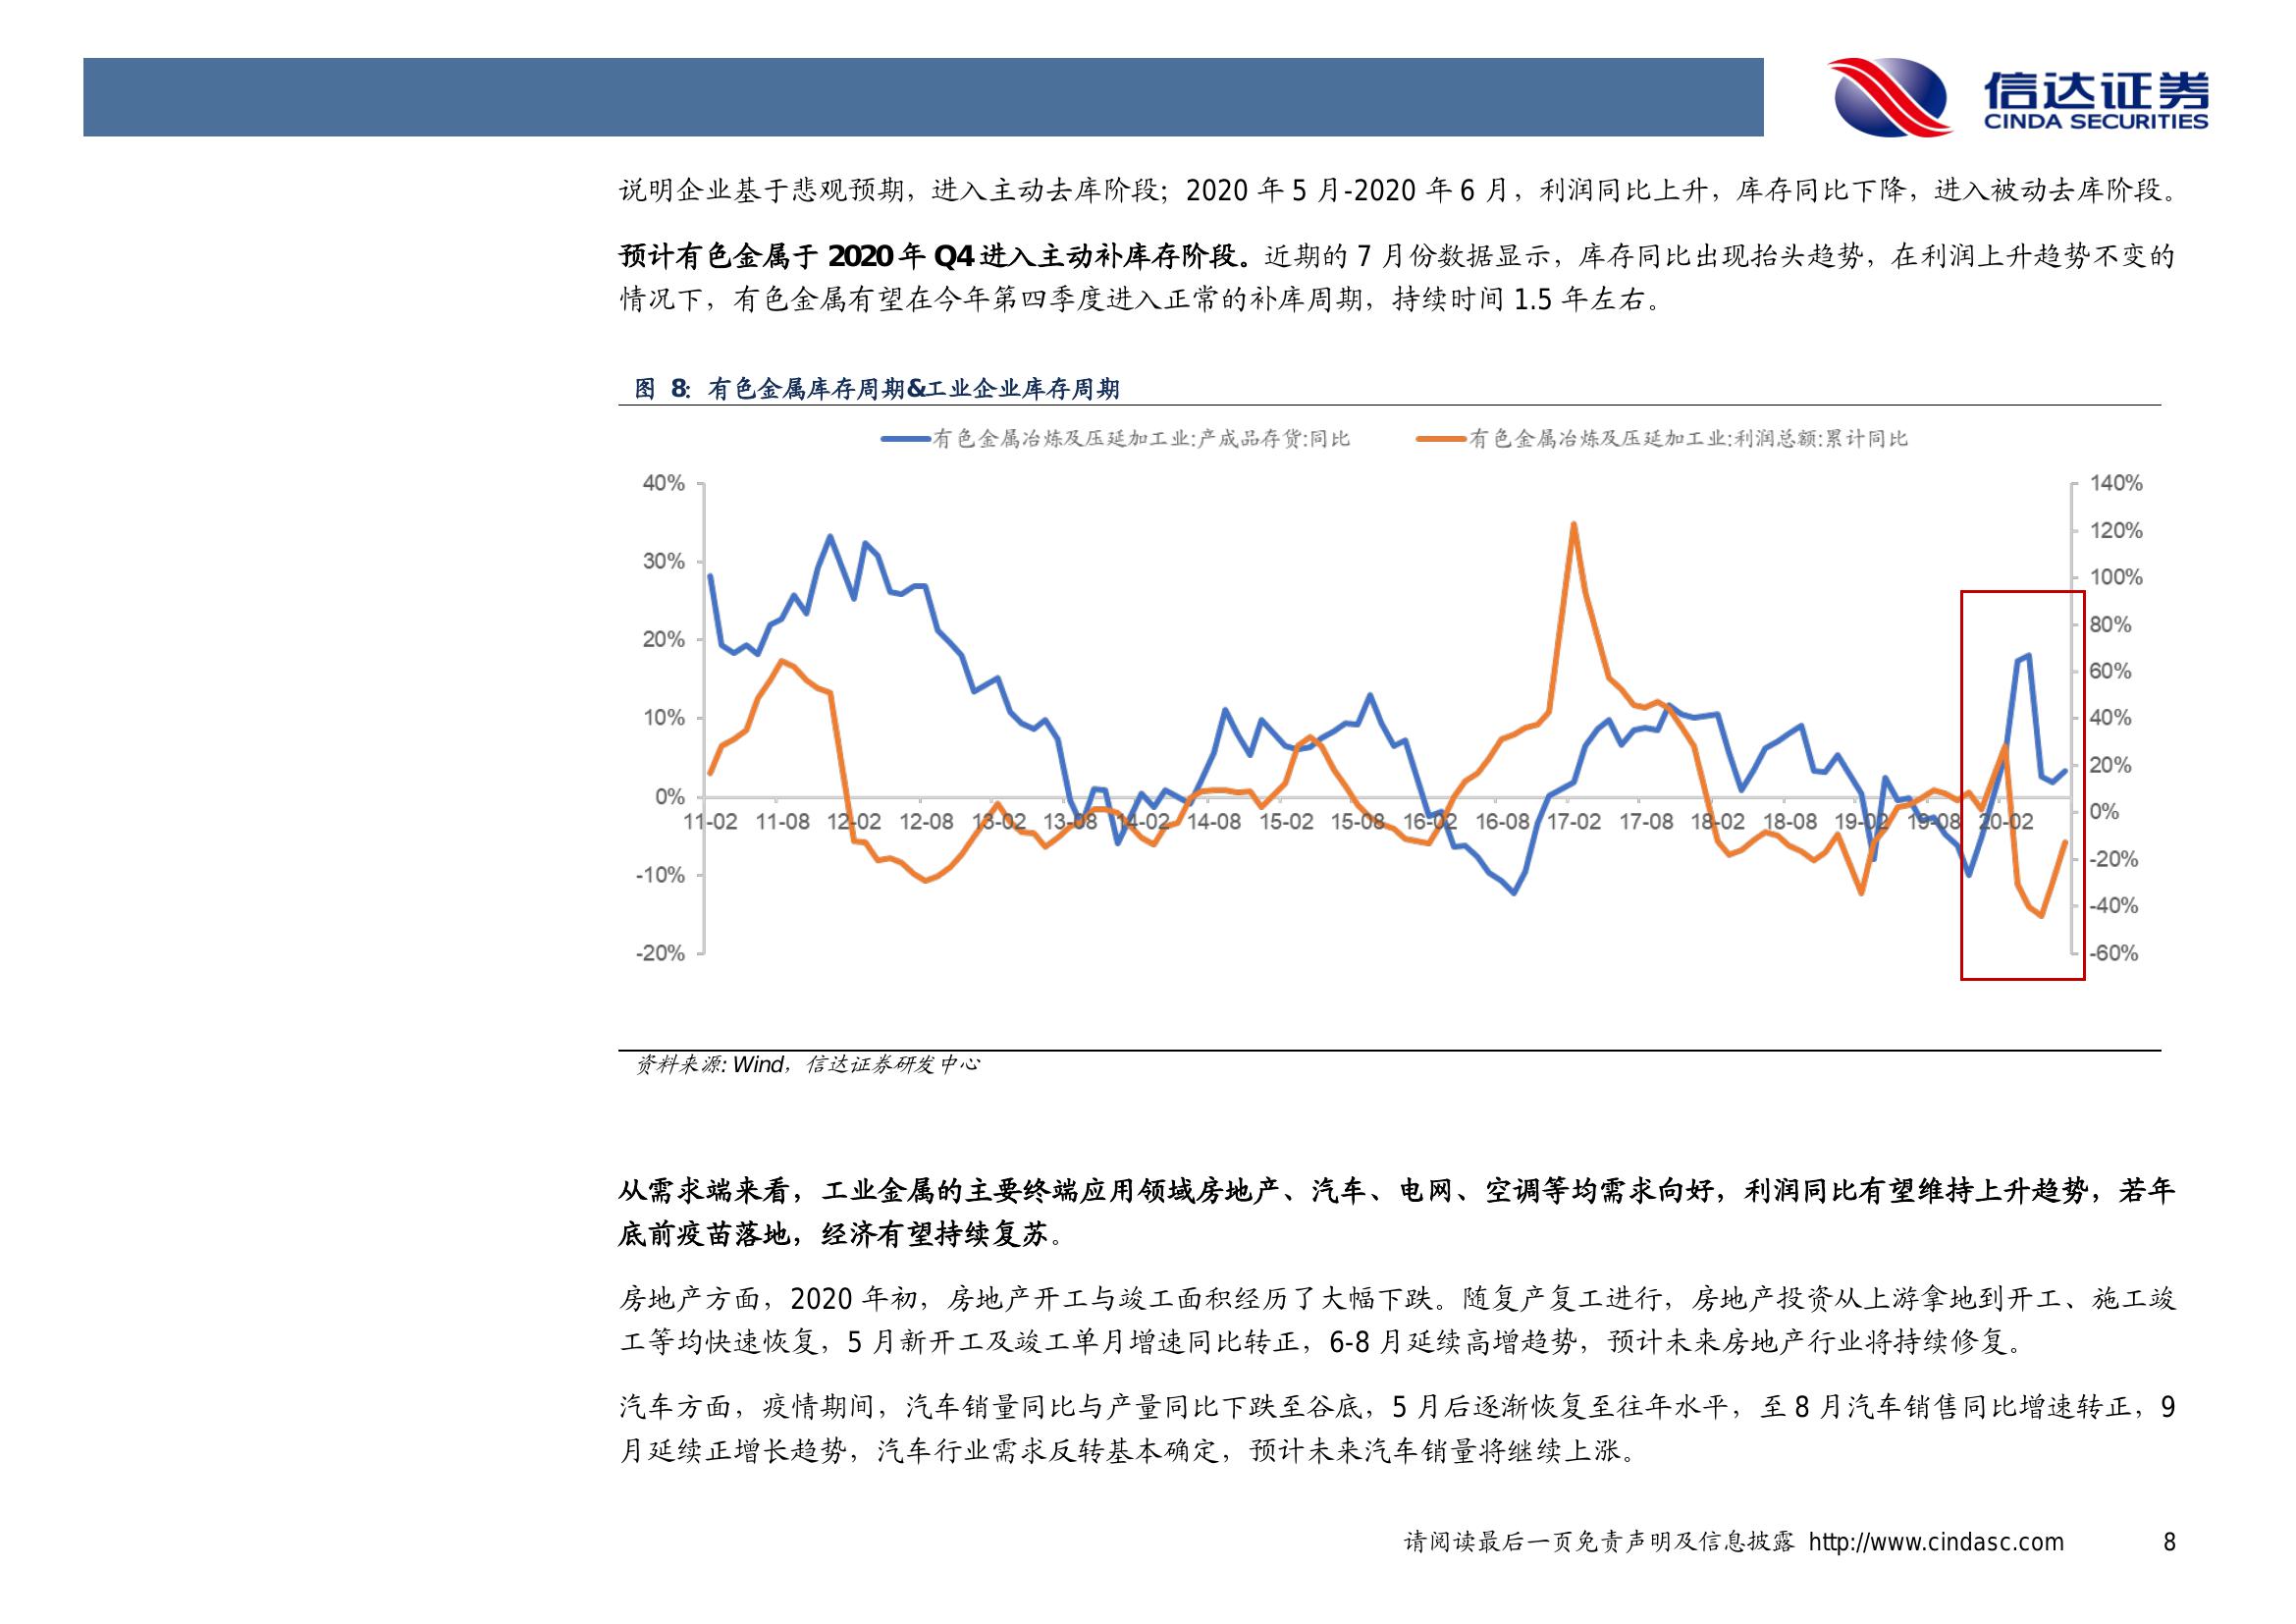 信达证券
CINDA SECURITIES
说明企业基于悲观预期，进入主动去库阶段；2020 年 5 月-2020 年 6 月，利润同比上升，库存同比下降，进入被动去库阶段。
预计有色金属于 2020 年 Q4 进入主动补库存阶段。近期的 7 月份数据显示，库存同比出现抬头趋势，在利润上升趋势不变的
情况下，有色金属有望在今年第四季度进入正常的补库周期，持续时间 1.5 年左右。
图 8：有色金属库存周期&工业企业库存周期
有色金属冶炼及压延加工业:产成品存货:同比 有色金属冶炼及压延加工业:利润总额:累计同比
40% 140%
120%
30%
100%
20% 80%
60%
10% 40%
20%
0% 0%
11-02 11-08 12-02 12-08 13-02 13-08 14-02 14-08 15-02 15-08 16-02 16-08 17-02 17-08 18-02 18-08 19-02 19-08 20-02
-20%
-10%
-40%
-20% -60%
资料来源: Wind，信达证券研发中心
从需求端来看，工业金属的主要终端应用领域房地产、汽车、电网、空调等均需求向好，利润同比有望维持上升趋势，若年
底前疫苗落地，经济有望持续复苏。
房地产方面，2020 年初，房地产开工与竣工面积经历了大幅下跌。随复产复工进行，房地产投资从上游拿地到开工、施工竣
工等均快速恢复，5 月新开工及竣工单月增速同比转正，6-8 月延续高增趋势，预计未来房地产行业将持续修复。
汽车方面，疫情期间，汽车销量同比与产量同比下跌至谷底，5 月后逐渐恢复至往年水平，至 8 月汽车销售同比增速转正，9
月延续正增长趋势，汽车行业需求反转基本确定，预计未来汽车销量将继续上涨。
请阅读最后一页免责声明及信息披露 http://www.cindasc.com 8